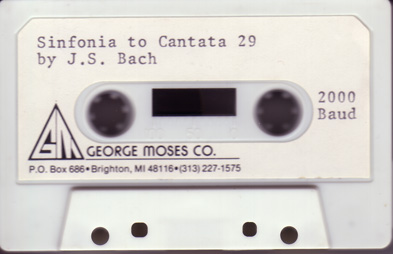 Sinfonia to Cantata 29
by J.S. Bach
2000
Baud
GM
GEORGE MOSES CO.
P.O. Box 686•Brighton, MI 48116•(313) 227-1575